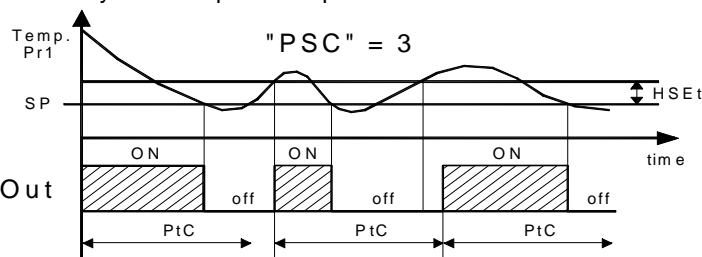 Temp.
Pr1
"PSC" = 3
HSEt
SP
ON
ON
ON
time
Out
off
off
off
PtC
PtC
PtC